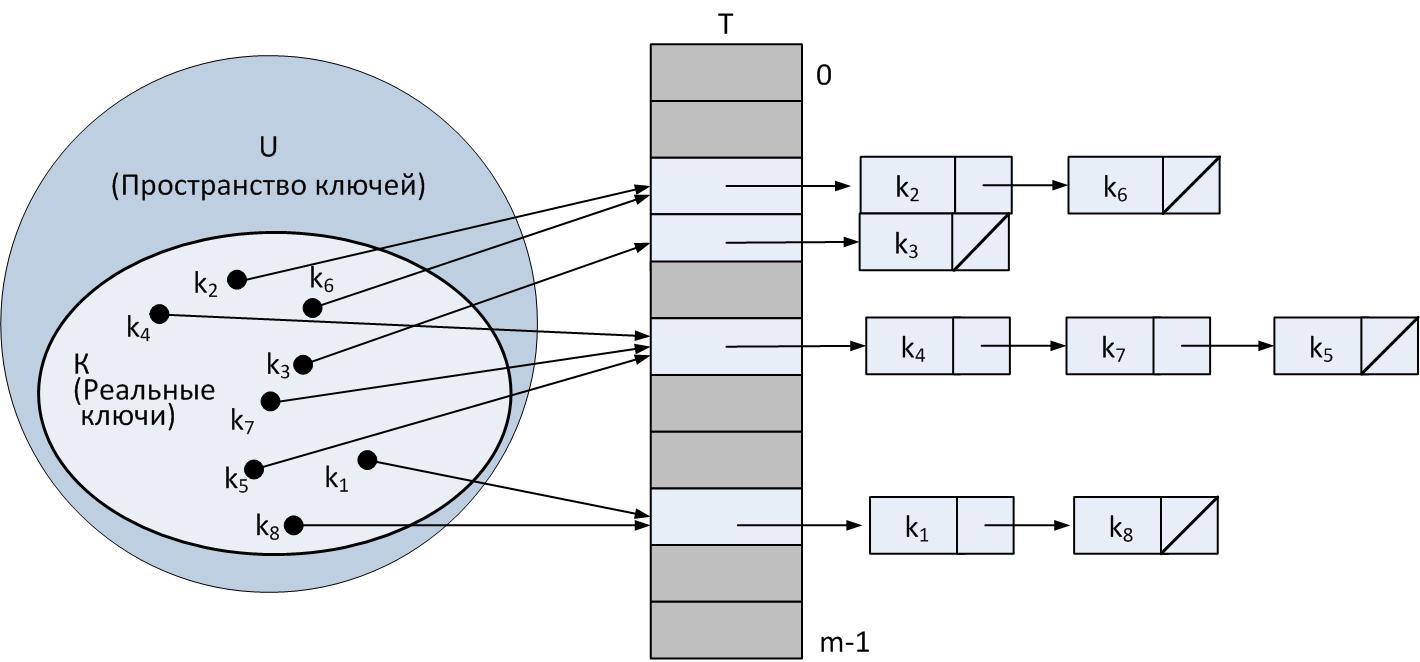 T
0
U
(Пространство ключей)
k₂ k₆
k₃
k₂ k₆
k₄
k₃
К
(Реальные
ключи)
k₇
k₄ k₇ k₅
k₅ k₁
k₈
k₁ k₈
m-1